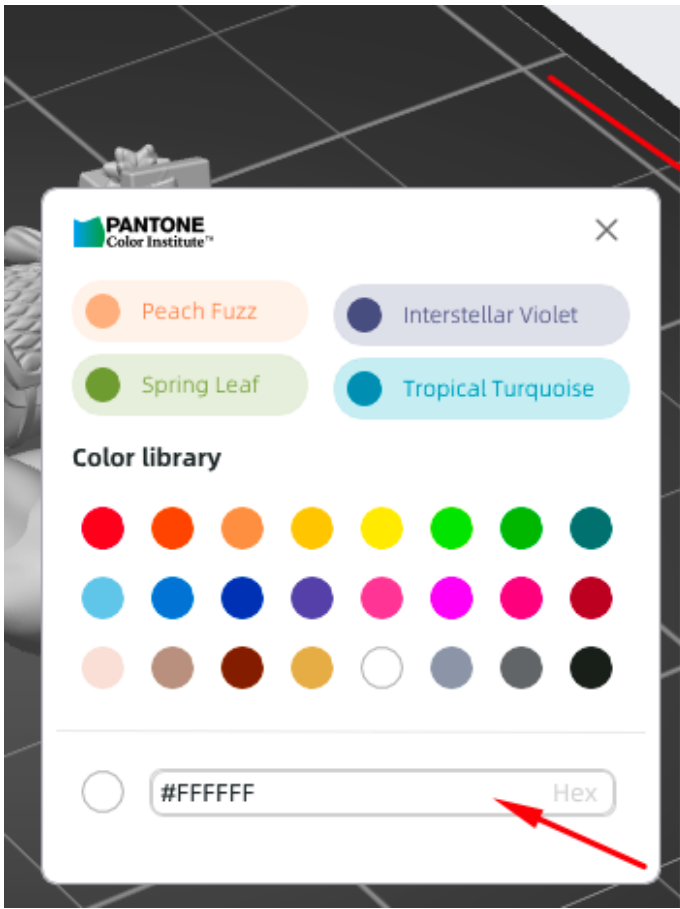 PANTONE
Color Institute™
Peach Fuzz
Interstellar Violet
Spring Leaf
Tropical Turquoise
Color library
#FFFFFF
Hex